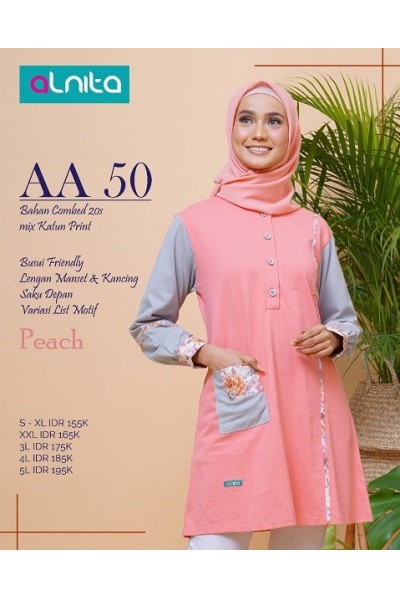 alnita
AA 50
Bahan Combed 20s
mix Katun Print
Busui Friendly
Lengan Manset & Kancing
Saku Depan
Variasi List Motif
Peach
S - XL IDR 155K
XXL IDR 165K
3L IDR 175K
4L IDR 185K
5L IDR 195K